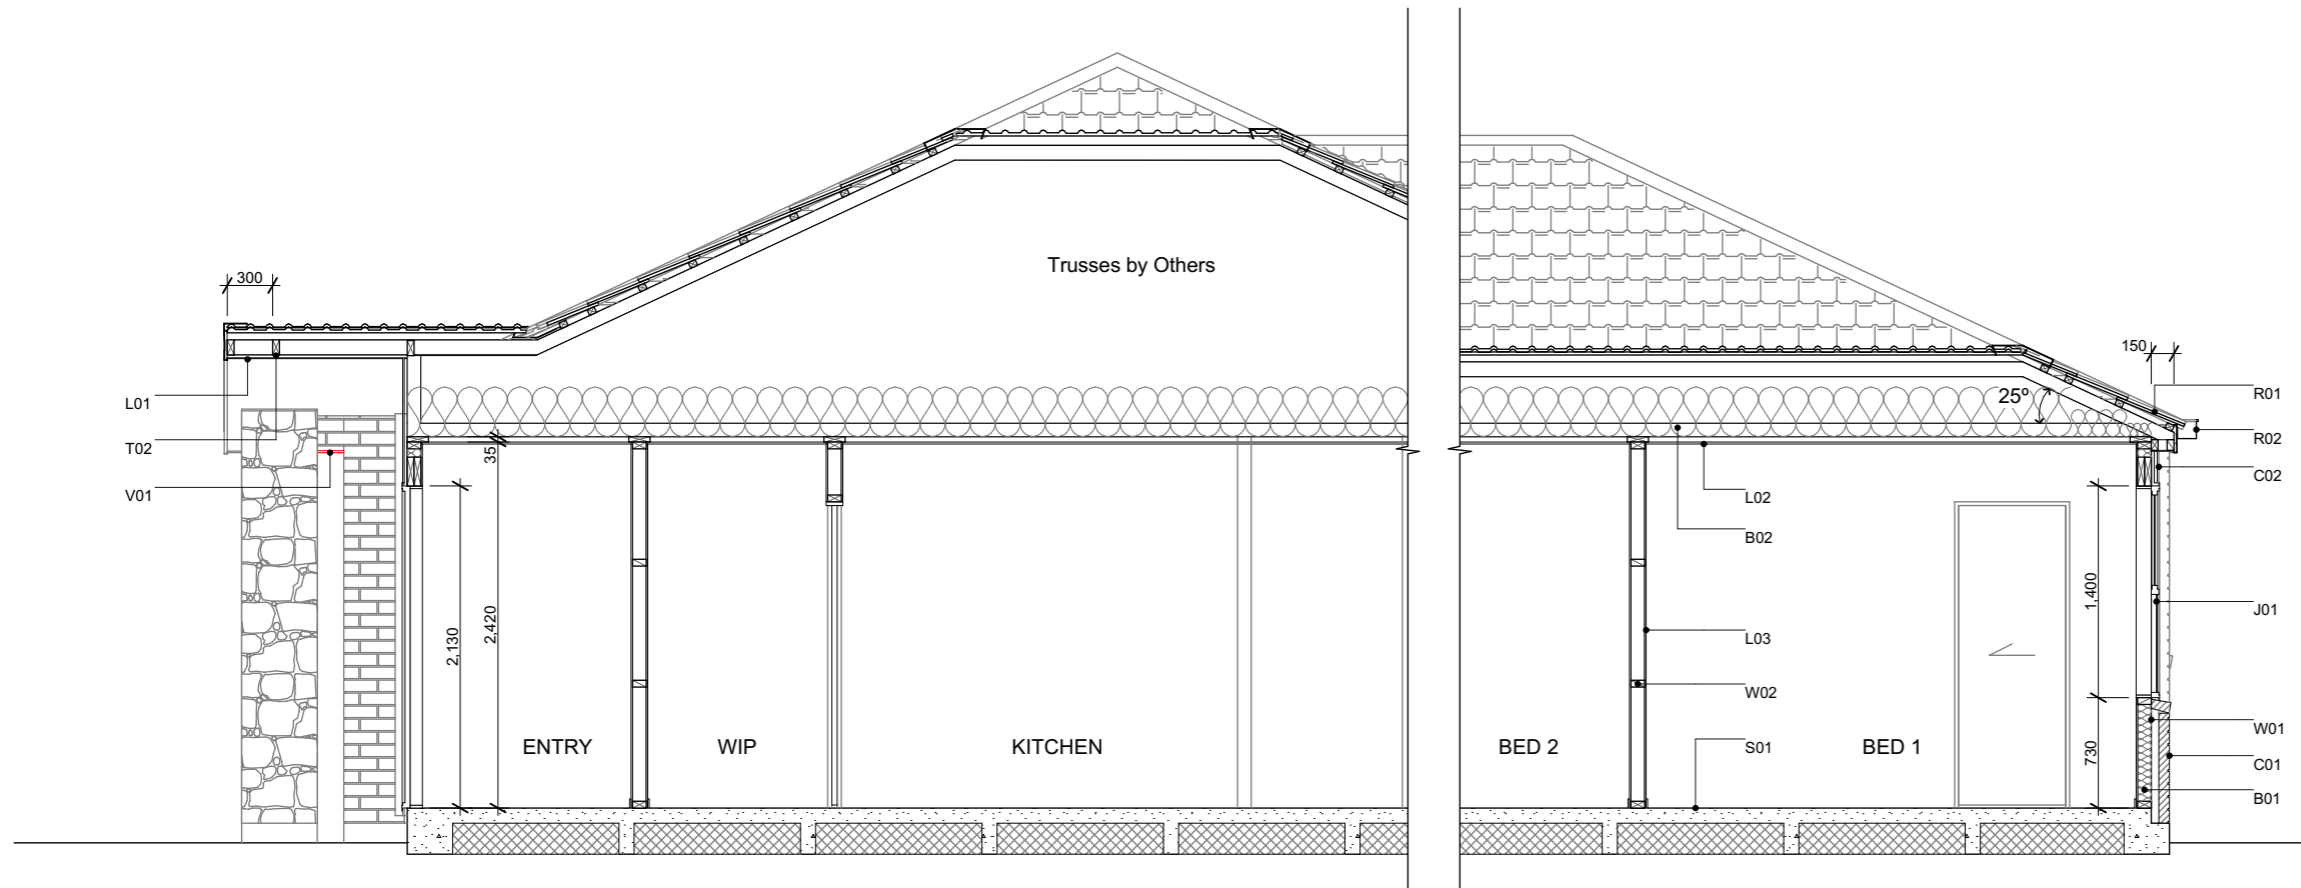 Trusses by Others
300
150
L01
T02
V01
25º
R01
R02
C02
35
L02
B02
2,130
2,420
1,400
J01
L03
W02
ENTRY
WIP
KITCHEN
BED 2
S01
BED 1
730
W01
C01
B01